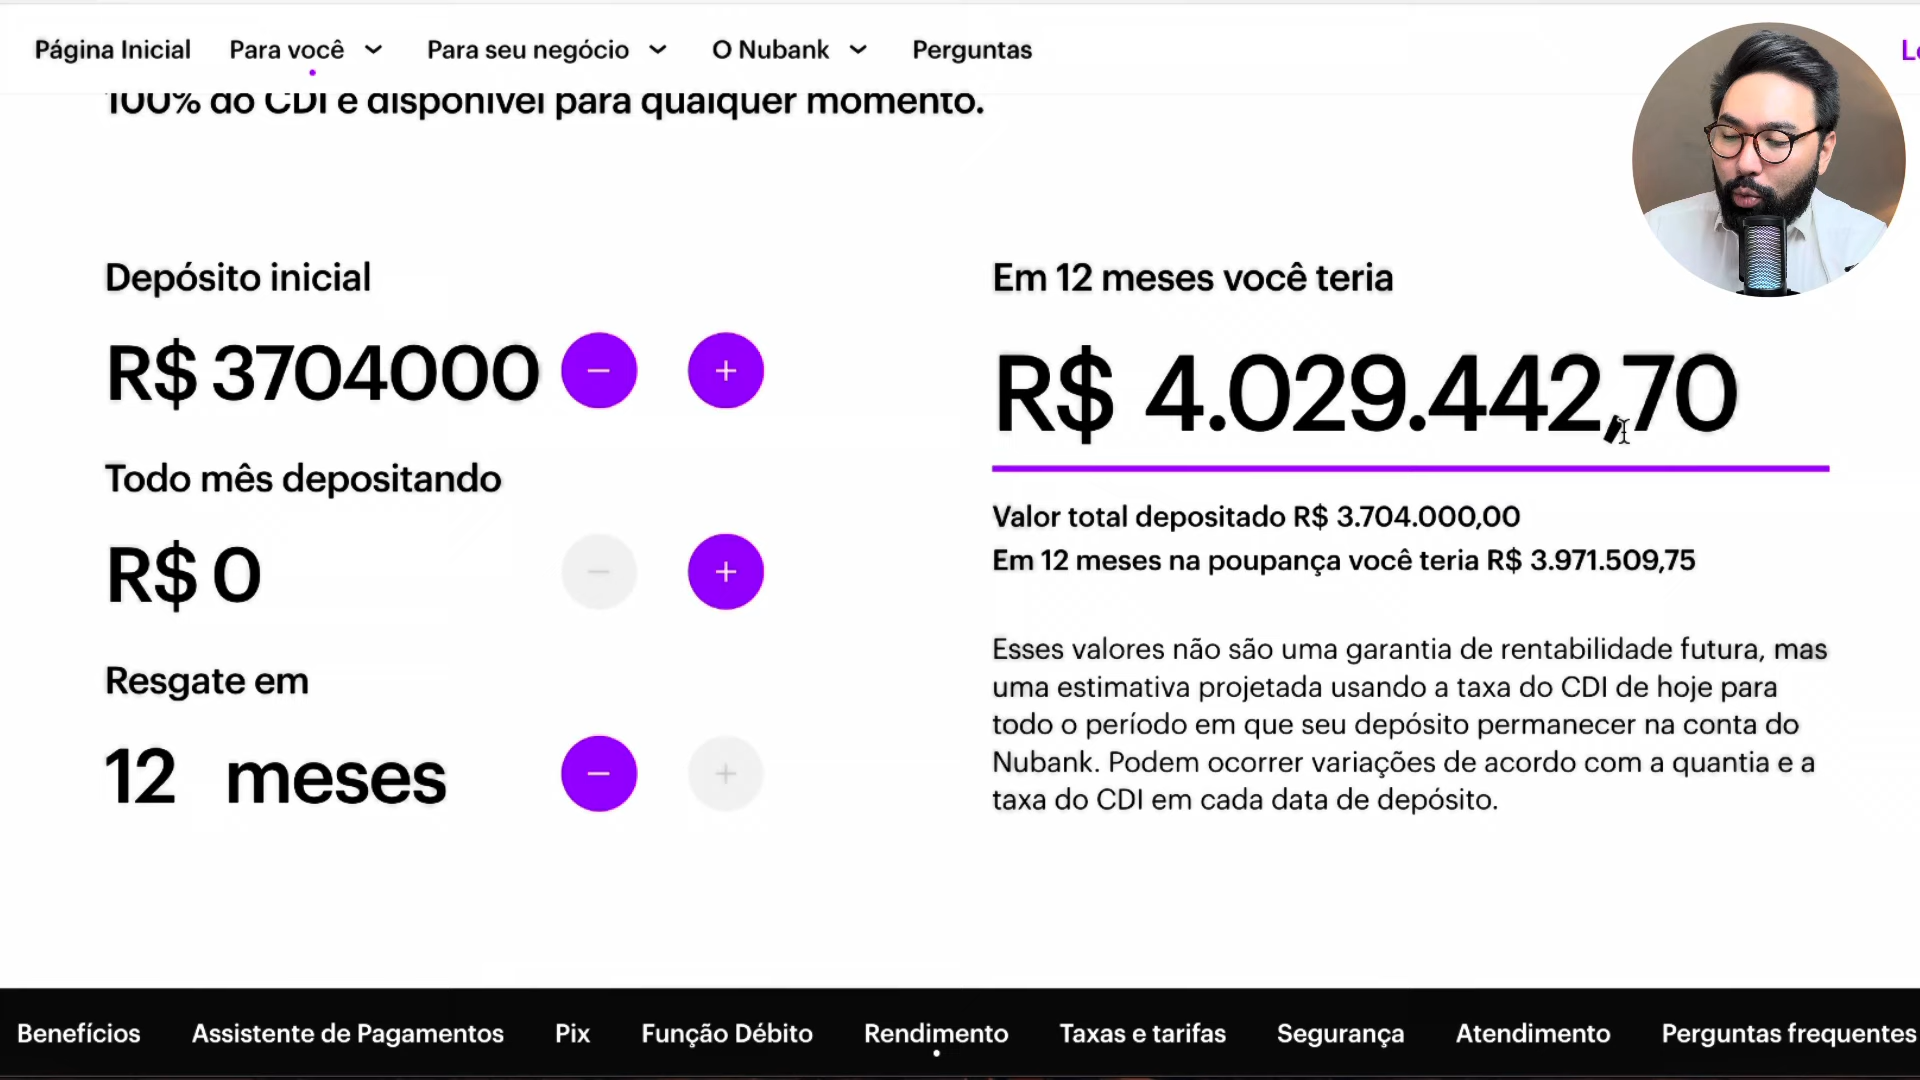 Página Inicial
Para você
Para seu negócio
O Nubank
Perguntas
100% do CDI e disponível para qualquer momento.
Depósito inicial
R$ 3704000
Todo mês depositando
R$ 0
Resgate em
12 meses
Em 12 meses você teria
R$ 4.029.442,70
Valor total depositado R$ 3.704.000,00
Em 12 meses na poupança você teria R$ 3.971.509,75
Esses valores não são uma garantia de rentabilidade futura, mas
uma estimativa projetada usando a taxa do CDI de hoje para
todo o período em que seu depósito permanecer na conta do
Nubank. Podem ocorrer variações de acordo com a quantia e a
taxa do CDI em cada data de depósito.
Benefícios
Assistente de Pagamentos
Pix
Função Débito
Rendimento
Taxas e tarifas
Segurança
Atendimento
Perguntas frequentes